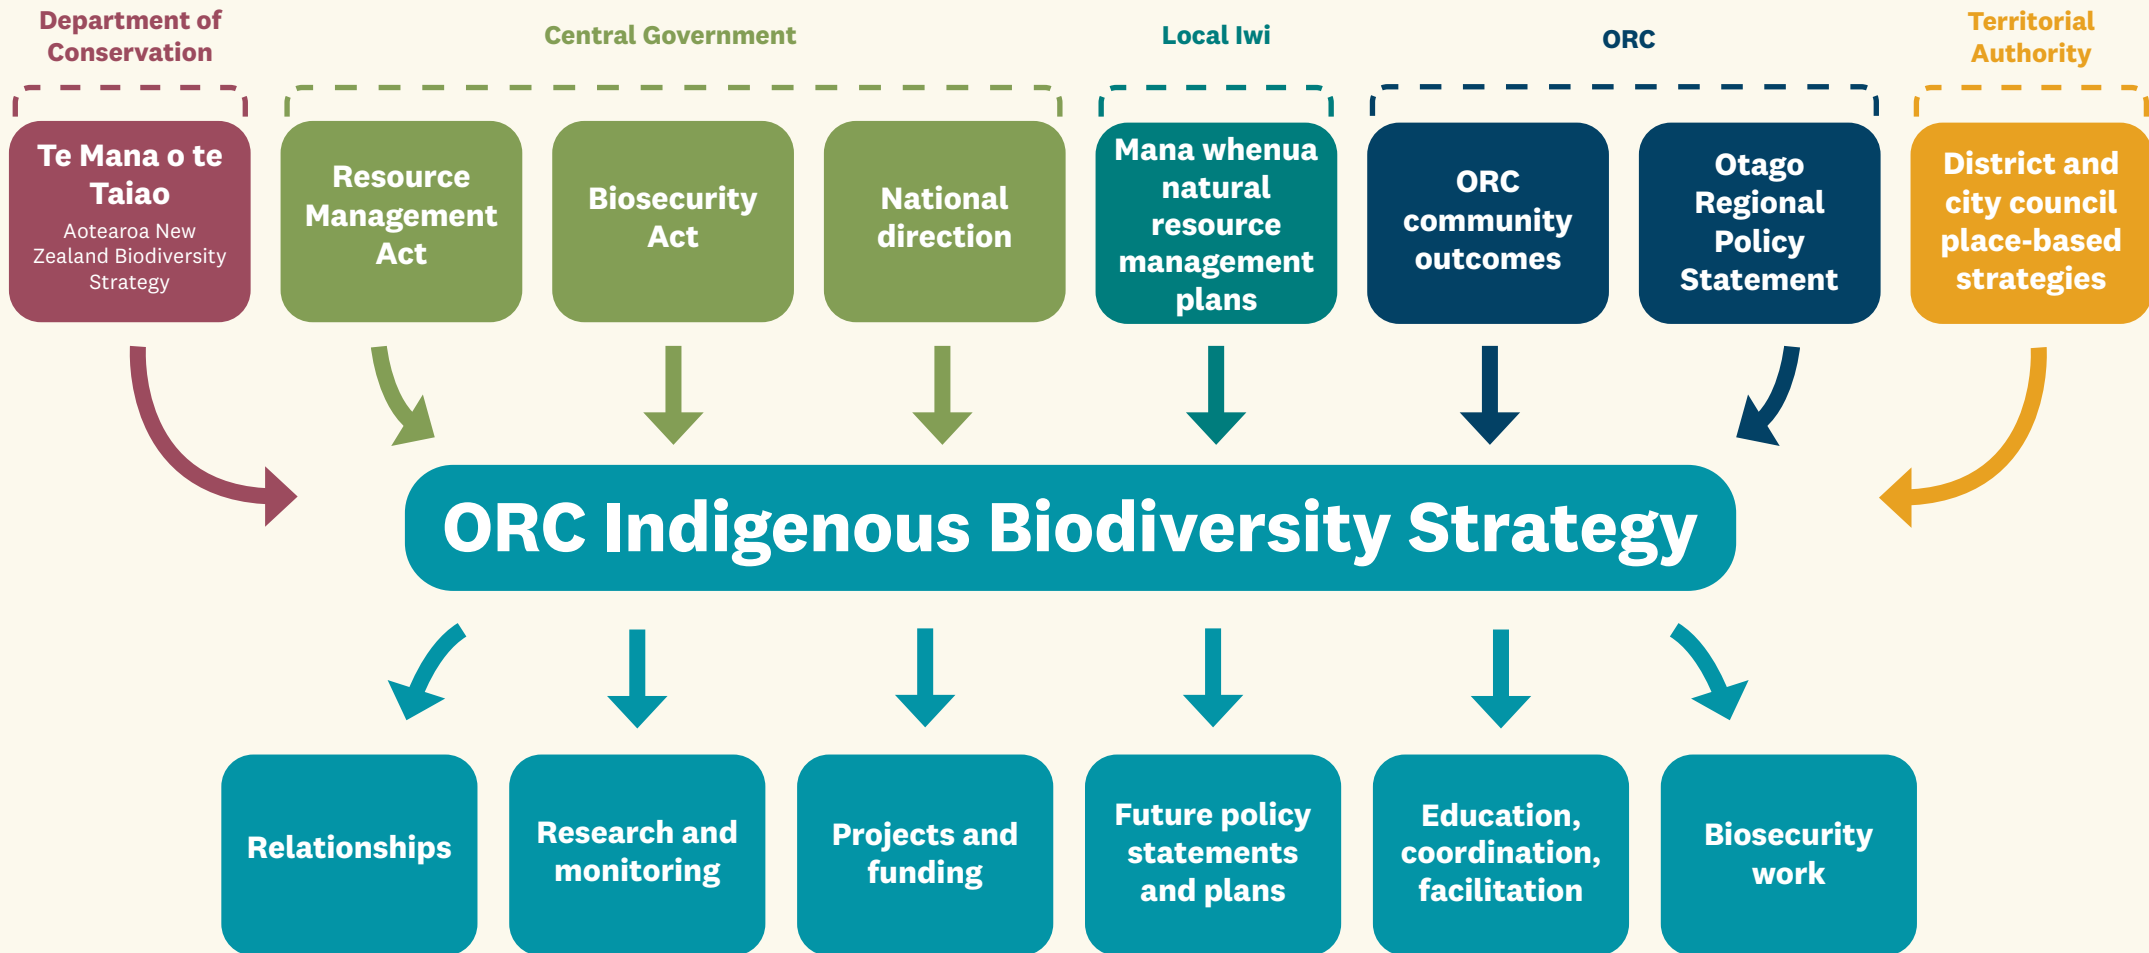 Department of
Conservation
Central Government
Local Iwi
ORC
Territorial
Authority
Te Mana o te
Taiao
Aotearoa New
Zealand Biodiversity
Strategy
Resource
Management
Act
Biosecurity
Act
National
direction
Mana whenua
natural
resource
management
plans
ORC
community
outcomes
Otago
Regional
Policy
Statement
District and
city council
place-based
strategies
ORC Indigenous Biodiversity Strategy
Relationships
Research and
monitoring
Projects and
funding
Future policy
statements
and plans
Education,
coordination,
facilitation
Biosecurity
work